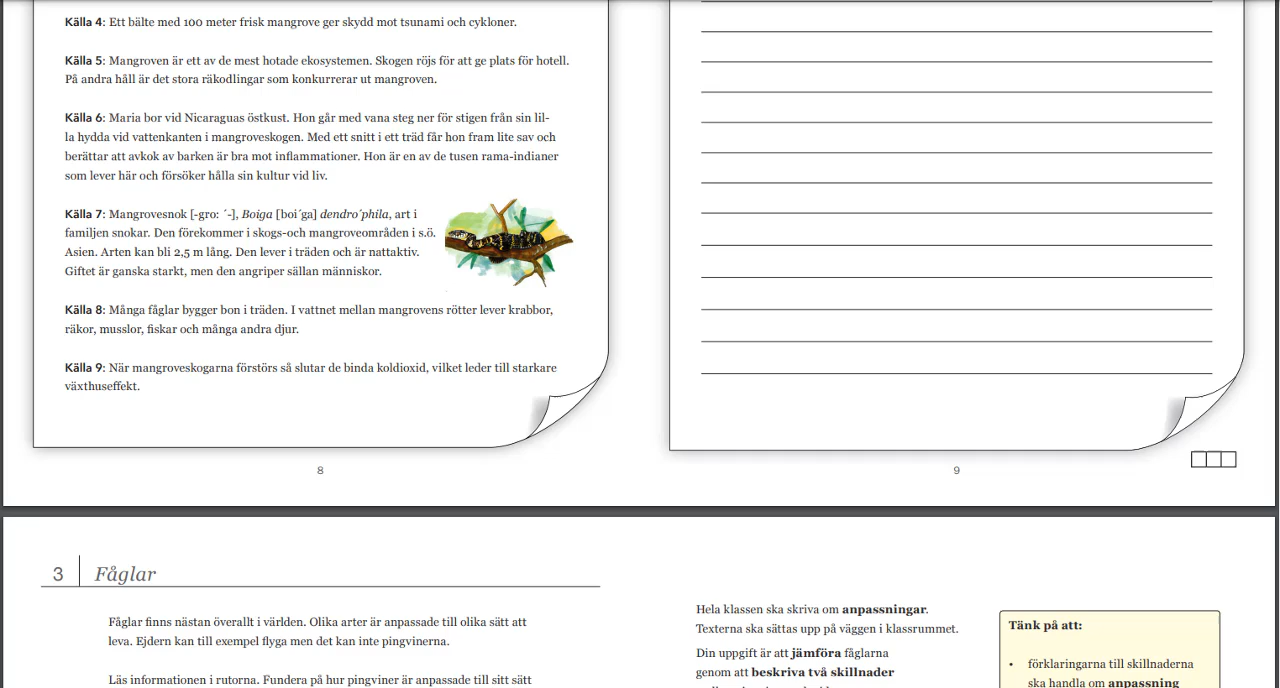 Källa 4: Ett bälte med 100 meter frisk mangrove ger skydd mot tsunami och cykloner.
Källa 5: Mangroven är ett av de mest hotade ekosystemen. Skogen röjs för att ge plats för hotell.
På andra håll är det stora räkodlingar som konkurrerar ut mangroven.
Källa 6: Maria bor vid Nicaraguas östkust. Hon går med vana steg ner för stigen från sin lil-
la hydda vid vattenkanten i mangroveskogen. Med ett snitt i ett träd får hon fram lite sav och
berättar att avkok av barken är bra mot inflammationer. Hon är en av de tusen rama-indianer
som lever här och försöker hålla sin kultur vid liv.
Källa 7: Mangrovesnok [-gro: ´-], Boiga [boi´ga] dendro´phila, art i
familjen snokar. Den förekommer i skogs-och mangroveområden i s.ö.
Asien. Arten kan bli 2,5 m lång. Den lever i träden och är nattaktiv.
Giftet är ganska starkt, men den angriper sällan människor.
Källa 8: Många fåglar bygger bon i träden. I vattnet mellan mangrovens rötter lever krabbor,
räkor, musslor, fiskar och många andra djur.
Källa 9: När mangroveskogarna förstörs så slutar de binda koldioxid, vilket leder till starkare
växthuseffekt.
8
9
3 Fåglar
Fåglar finns nästan överallt i världen. Olika arter är anpassade till olika sätt att
leva. Ejdern kan till exempel flyga men det kan inte pingvinerna.
Läs informationen i rutorna. Fundera på hur pingviner är anpassade till sitt sätt
Hela klassen ska skriva om anpassningar.
Texterna ska sättas upp på väggen i klassrummet.
Din uppgift är att jämföra fåglarna
genom att beskriva två skillnader
Tänk på att:
• förklaringarna till skillnaderna
ska handla om anpassning